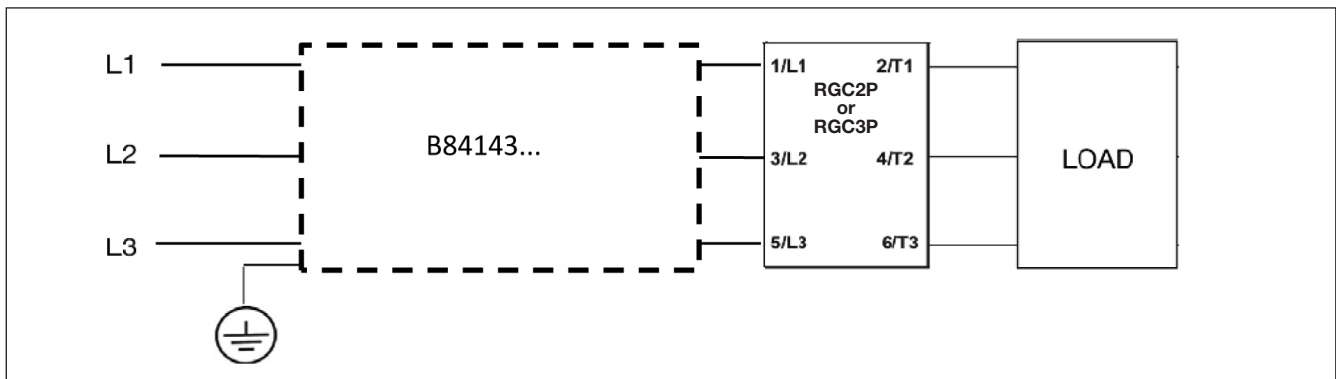 L1
L2
L3
B84143...
1/L1 2/T1
RGC2P
or
RGC3P
3/L2 4/T2
5/L3 6/T3
LOAD